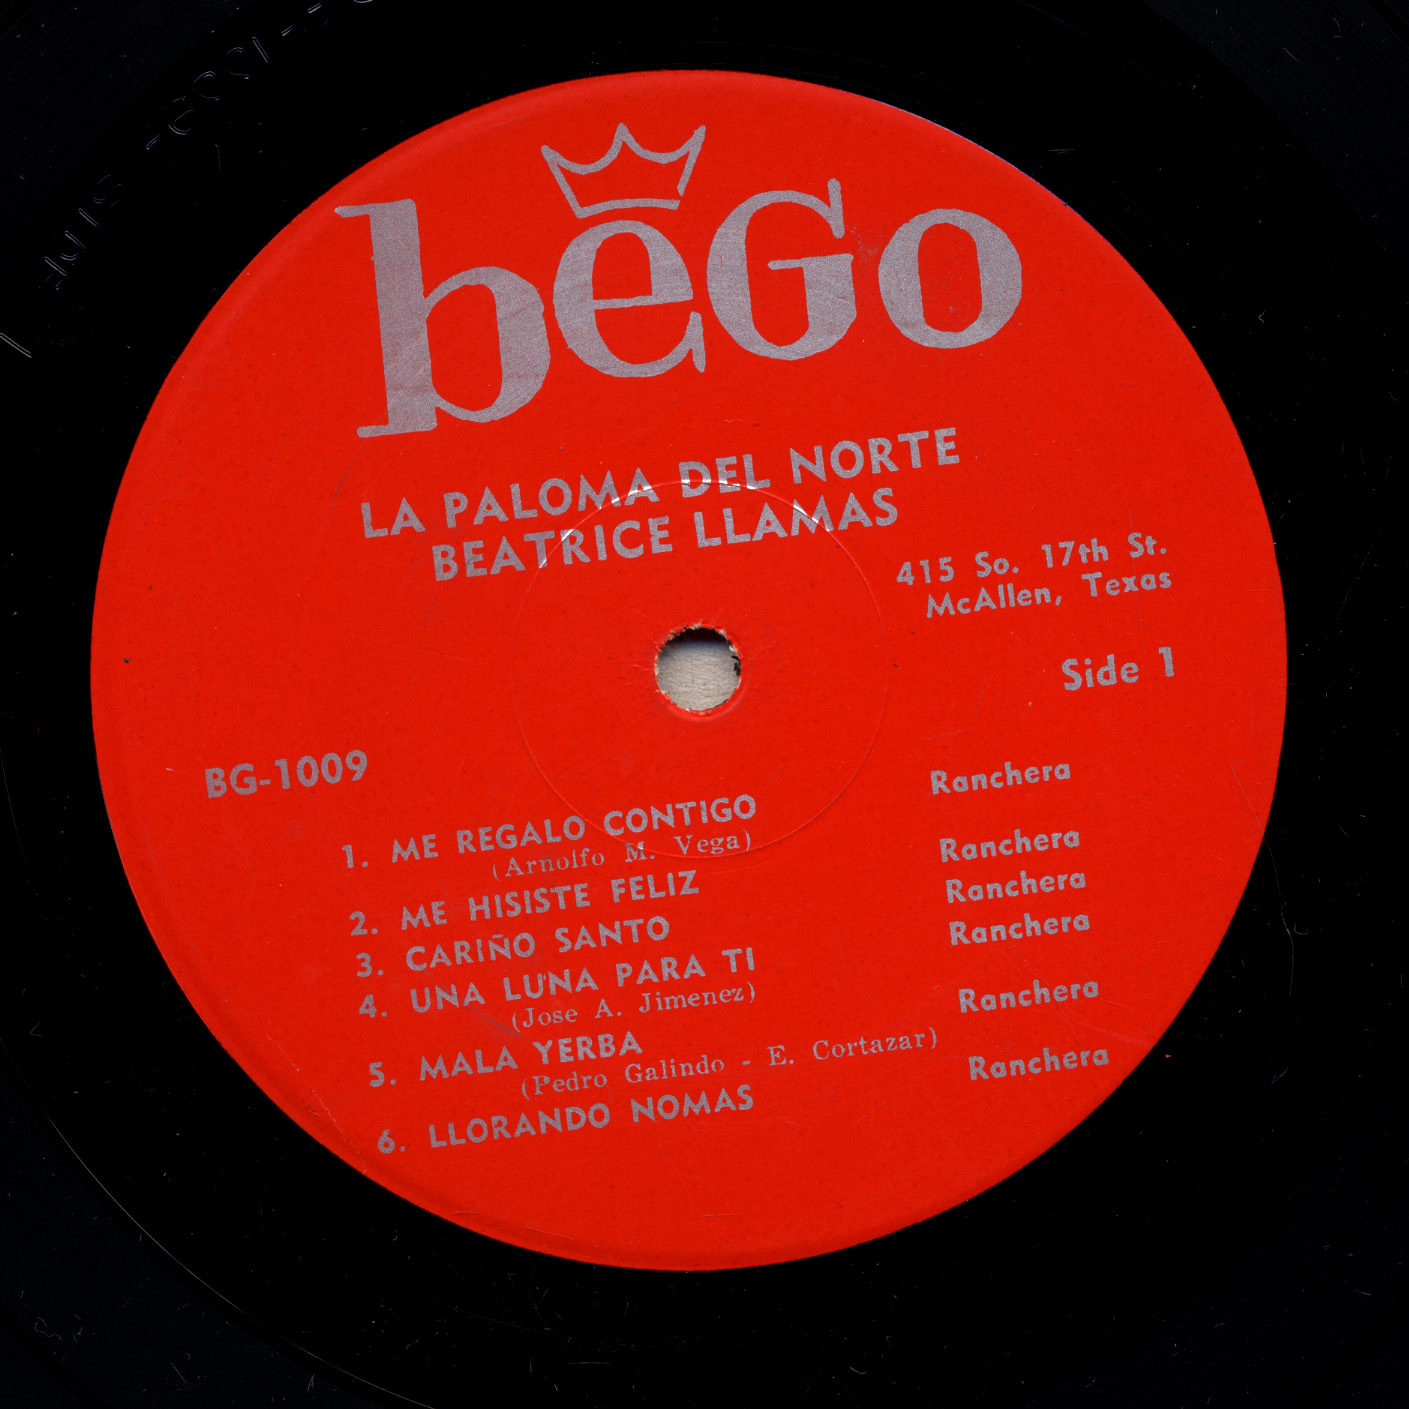 beGo
LA PALOMA DEL NORTE
BEATRICE LLAMAS
415 So. 17th St.
McAllen, Texas
Side 1
BG-1009
1. ME REGALO CONTIGO Ranchera
(Arnolfo M. Vega)
2. ME HISISTE FELIZ Ranchera
3. CARIÑO SANTO Ranchera
4. UNA LUNA PARA TI Ranchera
(Jose A. Jimenez)
5. MALA YERBA Ranchera
(Pedro Galindo - E. Cortazar)
6. LLORANDO NOMAS Ranchera